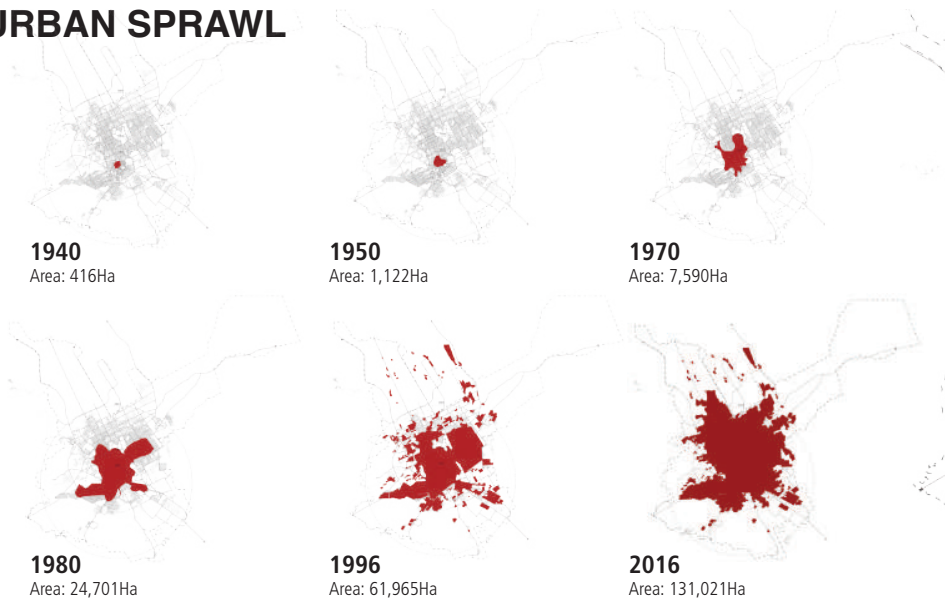 URBAN SPRAWL
1940
Area: 416Ha
1950
Area: 1,122Ha
1970
Area: 7,590Ha
1980
Area: 24,701Ha
1996
Area: 61,965Ha
2016
Area: 131,021Ha